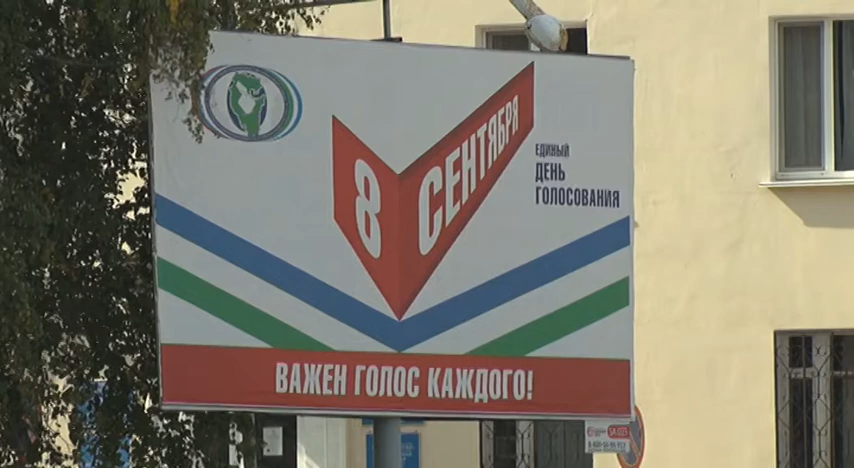 8 СЕНТЯБРЯ
ЕДИНЫЙ
ДЕНЬ
ГОЛОСОВАНИЯ
ВАЖЕН ГОЛОС КАЖДОГО!